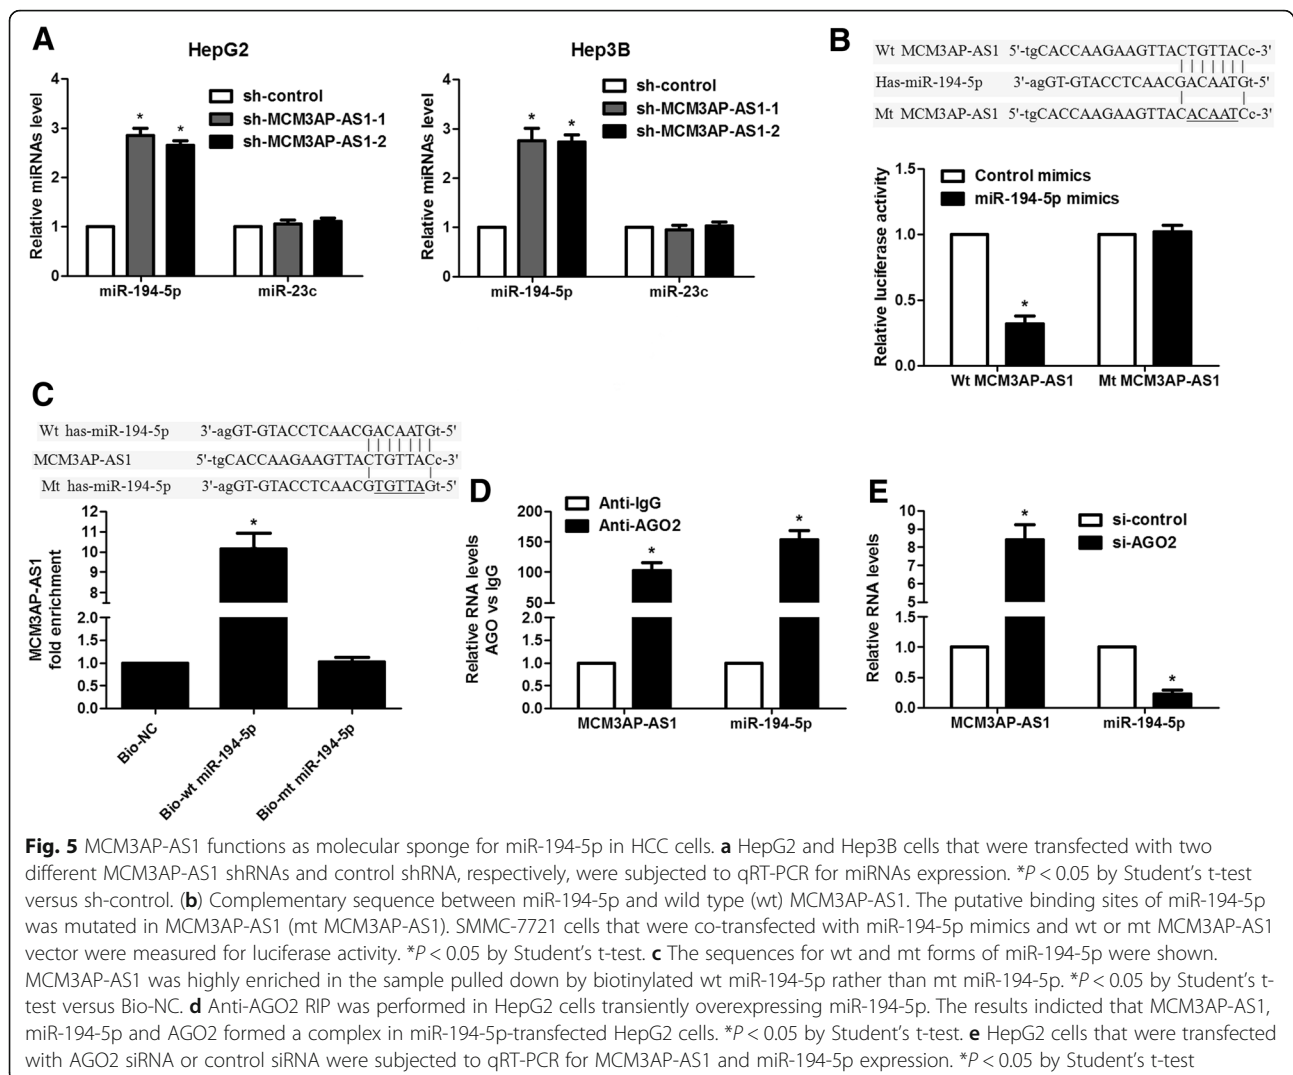 A
HepG2
Relative miRNAs level
4
3
2
1
0
sh-control
sh-MCM3AP-AS1-1
sh-MCM3AP-AS1-2
*
*
miR-194-5p
miR-23c
Hep3B
Relative miRNAs level
4
3
2
1
0
sh-control
sh-MCM3AP-AS1-1
sh-MCM3AP-AS1-2
*
*
miR-194-5p
miR-23c
B
Wt MCM3AP-AS1 5'-tgCACCAAGAAGTTACTGTTACc-3'
Has-miR-194-5p 3'-agGT-GTACCTCAACGACAATGt-5'
Mt MCM3AP-AS1 5'-tgCACCAAGAAGTTACACAATCc-3'
Relative luciferase activity
1.5
1.0
0.5
0.0
Control mimics
miR-194-5p mimics
*
Wt MCM3AP-AS1
Mt MCM3AP-AS1
C
Wt has-miR-194-5p 3'-agGT-GTACCTCAACGACAATGt-5'
MCM3AP-AS1 5'-tgCACCAAGAAGTTACTGTTACc-3'
Mt has-miR-194-5p 3'-agGT-GTACCTCAACGTGTTAGt-5'
MCM3AP-AS1
fold enrichment
12
11
10
9
8
2.0
1.5
1.0
0.5
0.0
*
Bio-NC
Bio-wt miR-194-5p
Bio-mt miR-194-5p
D
Anti-IgG
Anti-AGO2
Relative RNA levels
AGO vs IgG
200
150
100
50
2.0
1.5
1.0
0.5
0.0
*
*
MCM3AP-AS1
miR-194-5p
E
si-control
si-AGO2
Relative RNA levels
10
9
8
7
6
5
1.5
1.0
0.5
0.0
*
*
MCM3AP-AS1
miR-194-5p
Fig. 5 MCM3AP-AS1 functions as molecular sponge for miR-194-5p in HCC cells. a HepG2 and Hep3B cells that were transfected with two
different MCM3AP-AS1 shRNAs and control shRNA, respectively, were subjected to qRT-PCR for miRNAs expression. *P < 0.05 by Student's t-test
versus sh-control. (b) Complementary sequence between miR-194-5p and wild type (wt) MCM3AP-AS1. The putative binding sites of miR-194-5p
was mutated in MCM3AP-AS1 (mt MCM3AP-AS1). SMMC-7721 cells that were co-transfected with miR-194-5p mimics and wt or mt MCM3AP-AS1
vector were measured for luciferase activity. *P < 0.05 by Student's t-test. c The sequences for wt and mt forms of miR-194-5p were shown.
MCM3AP-AS1 was highly enriched in the sample pulled down by biotinylated wt miR-194-5p rather than mt miR-194-5p. *P < 0.05 by Student's t-
test versus Bio-NC. d Anti-AGO2 RIP was performed in HepG2 cells transiently overexpressing miR-194-5p. The results indicted that MCM3AP-AS1,
miR-194-5p and AGO2 formed a complex in miR-194-5p-transfected HepG2 cells. *P < 0.05 by Student's t-test. e HepG2 cells that were transfected
with AGO2 siRNA or control siRNA were subjected to qRT-PCR for MCM3AP-AS1 and miR-194-5p expression. *P < 0.05 by Student's t-test